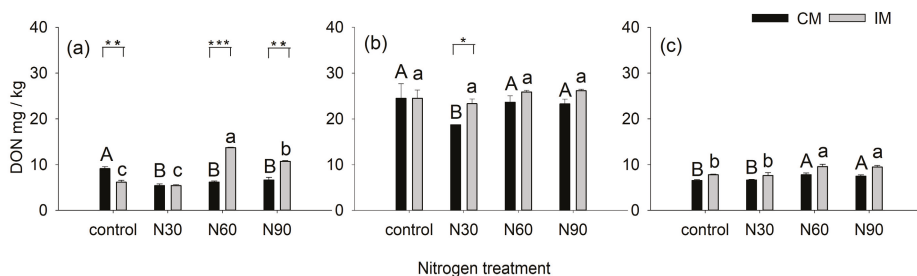 CM IM
(a) ** *** **
40
30
20
10
0
DON mg / kg
A c B c B a B b
control N30 N60 N90
(b) *
40
30
20
10
0
A a B a A a A a
control N30 N60 N90
(c)
40
30
20
10
0
B b B b A a A a
control N30 N60 N90
Nitrogen treatment